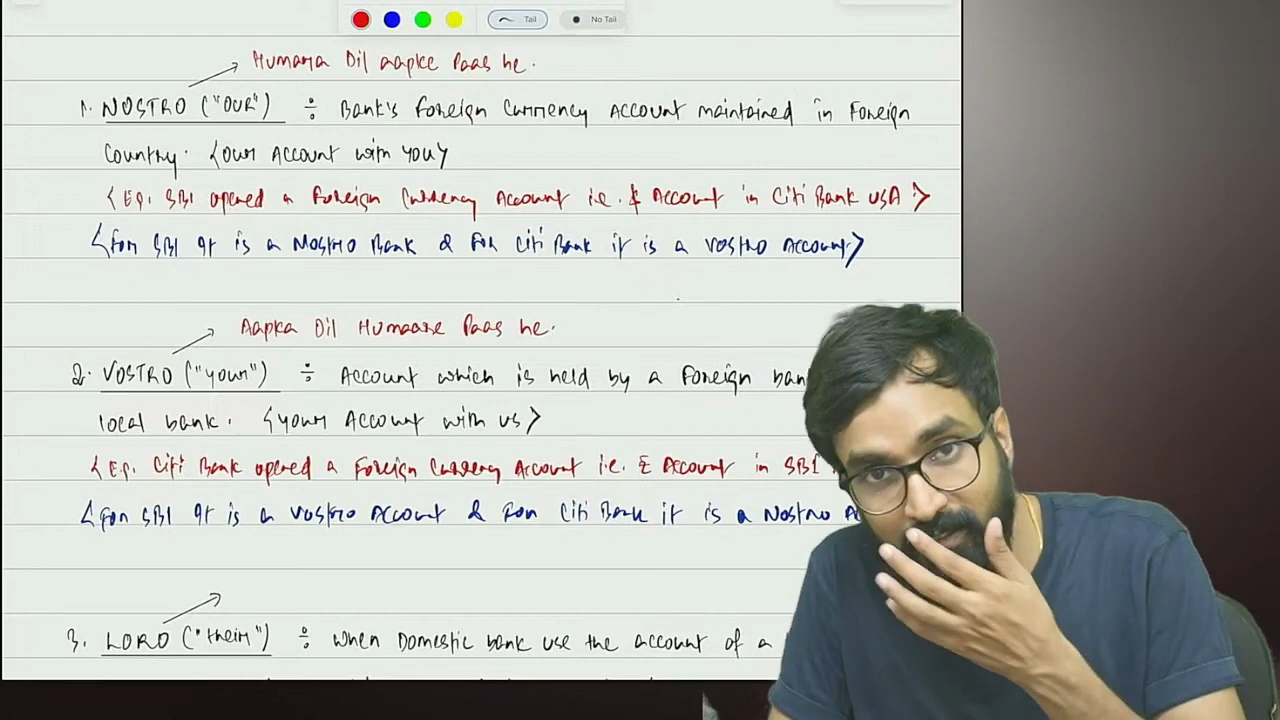 Tail
No Tail
Humara Dil aapke Paas he.
1. NOSTRO ("OUR") ÷ Bank's Foreign Currency Account maintained in Foreign
Country. <Our Account with you>
<Eg. SBI opened a Foreign Currency Account i.e. $ Account in Citi Bank USA>
<For SBI It is a Nostro Bank & For Citi Bank it is a Vostro Account>
Aapka Dil Humaare Paas he.
2. VOSTRO ("your") ÷ Account which is held by a Foreign
local bank. <your Account with us>
<Eg. Citi Bank opened a Foreign Currency Account i.e. Account in SBI
<For SBI It is a Vostro Account & For Citi Bank it is a Nostro
3. LORO ("their") ÷ When Domestic bank use the account of a